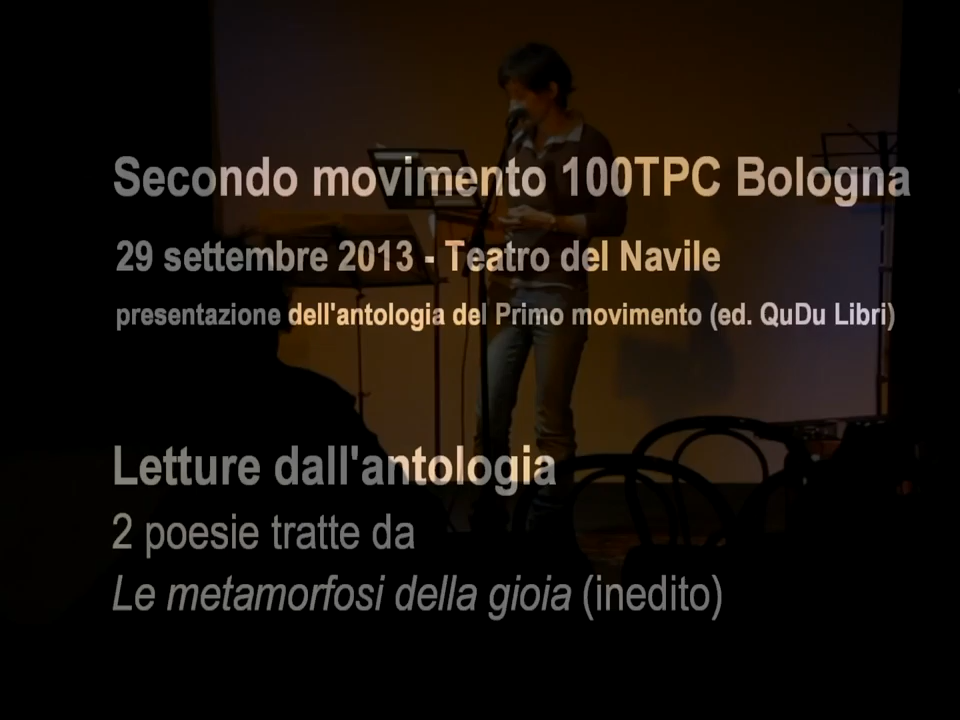 Secondo movimento 100TPC Bologna
29 settembre 2013 - Teatro del Navile
presentazione dell'antologia del Primo movimento (ed. QuDu Libri)
Letture dall'antologia
2 poesie tratte da
Le metamorfosi della gioia (inedito)